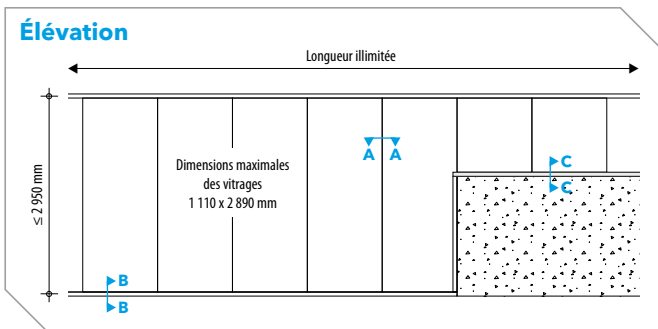 Élévation
Longueur illimitée
≤ 2 950 mm
Dimensions maximales
des vitrages
1 110 x 2 890 mm
A A
C
C
B
B